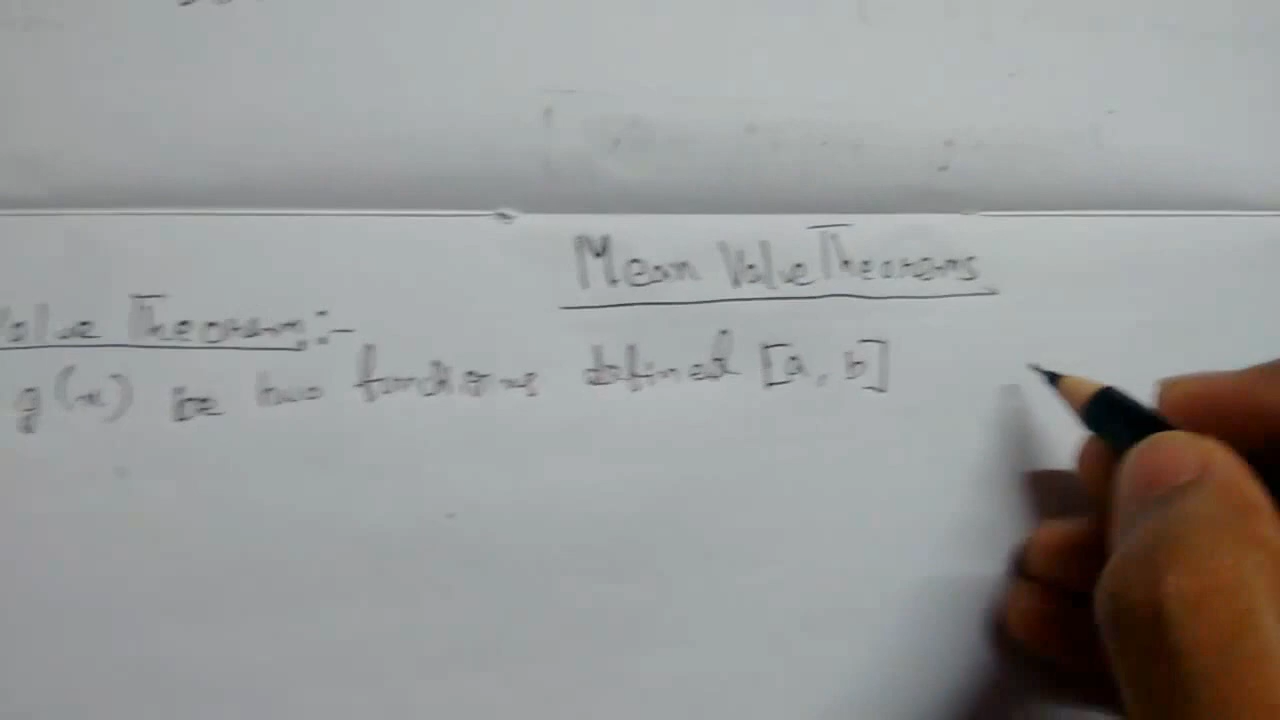 Mean Value Theorems
Value Theorem:-
g(x) be two functions defined [a, b]